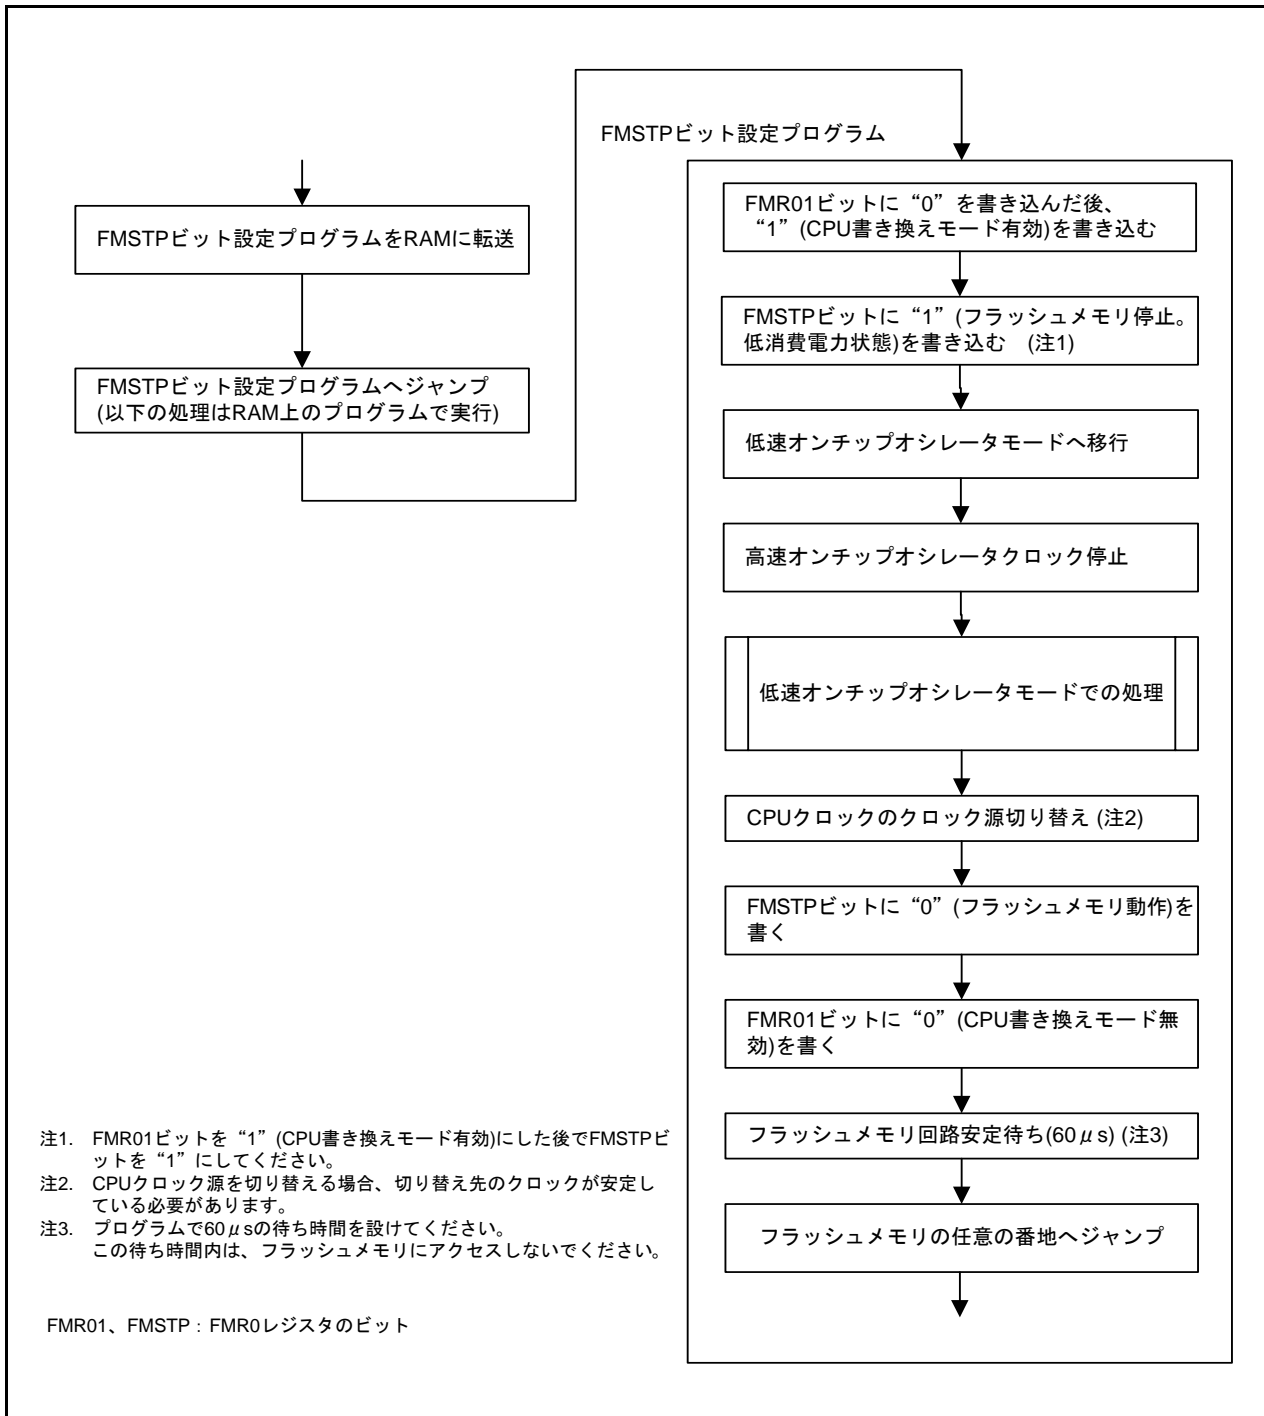 FMSTPビット設定プログラムをRAMに転送
FMSTPビット設定プログラムへジャンプ
(以下の処理はRAM上のプログラムで実行)
FMSTPビット設定プログラム
FMR01ビットに“0”を書き込んだ後、
“1”(CPU書き換えモード有効)を書き込む
FMSTPビットに“1”(フラッシュメモリ停止。
低消費電力状態)を書き込む (注1)
低速オンチップオシレータモードへ移行
高速オンチップオシレータクロック停止
低速オンチップオシレータモードでの処理
CPUクロックのクロック源切り替え (注2)
FMSTPビットに“0”(フラッシュメモリ動作)を
書く
FMR01ビットに“0”(CPU書き換えモード無
効)を書く
フラッシュメモリ回路安定待ち(60μs) (注3)
フラッシュメモリの任意の番地へジャンプ
注1. FMR01ビットを“1”(CPU書き換えモード有効)にした後でFMSTPビ
ットを“1”にしてください。
注2. CPUクロック源を切り替える場合、切り替え先のクロックが安定し
ている必要があります。
注3. プログラムで60μsの待ち時間を設けてください。
この待ち時間内は、フラッシュメモリにアクセスしないでください。
FMR01、FMSTP : FMR0レジスタのビット